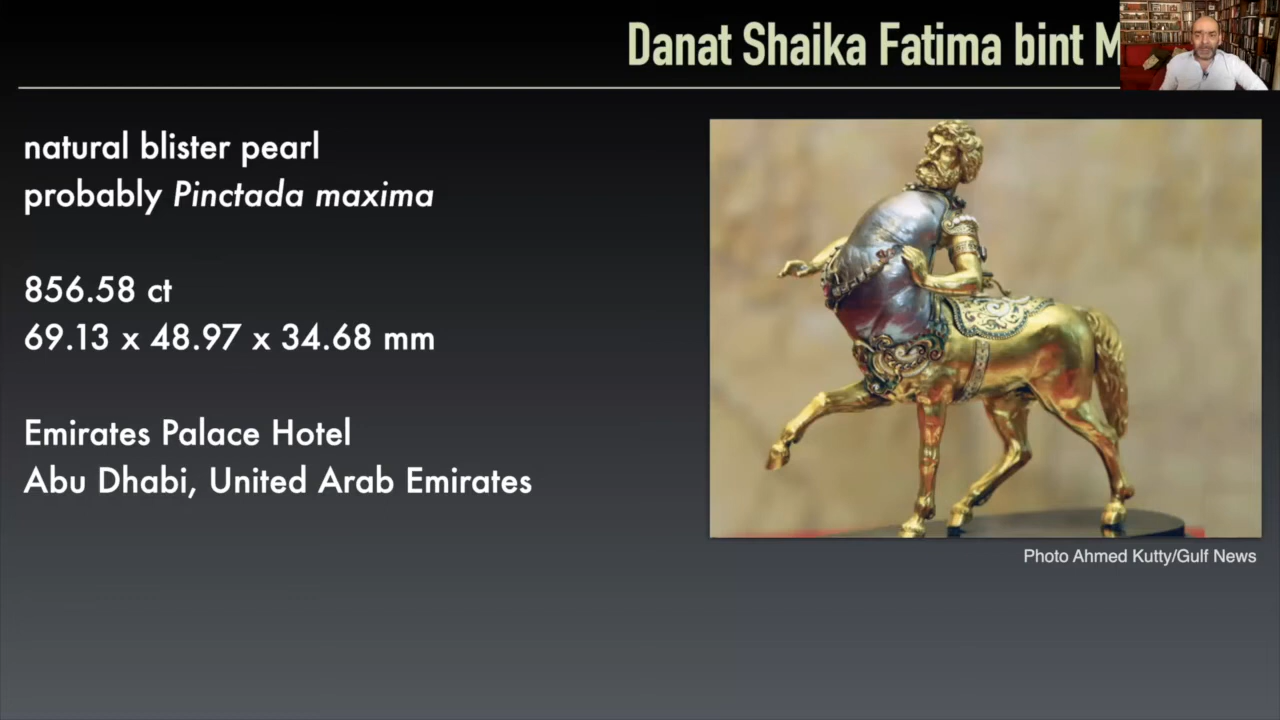 Danat Shaika Fatima bint
natural blister pearl
probably Pinctada maxima
856.58 ct
69.13 x 48.97 x 34.68 mm
Emirates Palace Hotel
Abu Dhabi, United Arab Emirates
Photo Ahmed Kutty/Gulf News